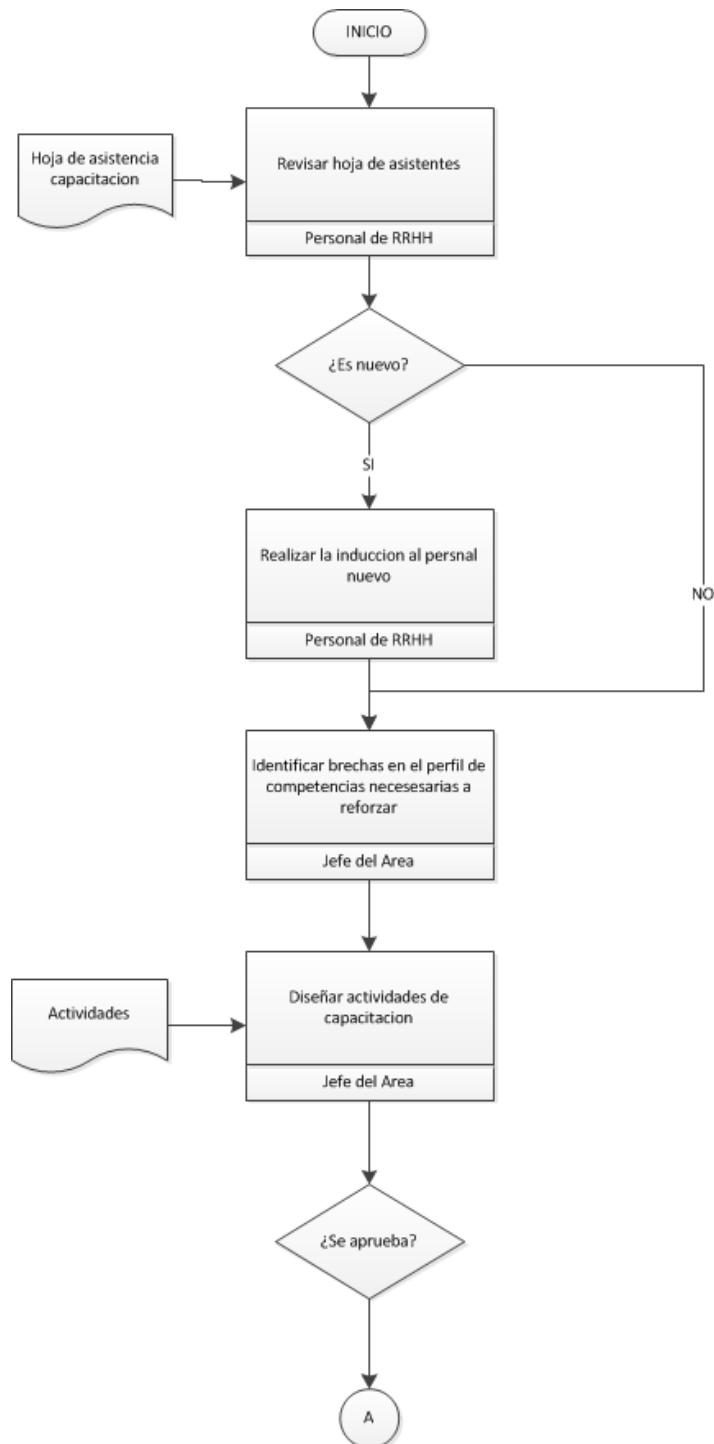 INICIO
Hoja de asistencia
capacitacion
Revisar hoja de asistentes
Personal de RRHH
¿Es nuevo?
SI
NO
Realizar la induccion al persnal
nuevo
Personal de RRHH
Identificar brechas en el perfil de
competencias necesesarias a
reforzar
Jefe del Area
Actividades
Diseñar actividades de
capacitacion
Jefe del Area
¿Se aprueba?
A